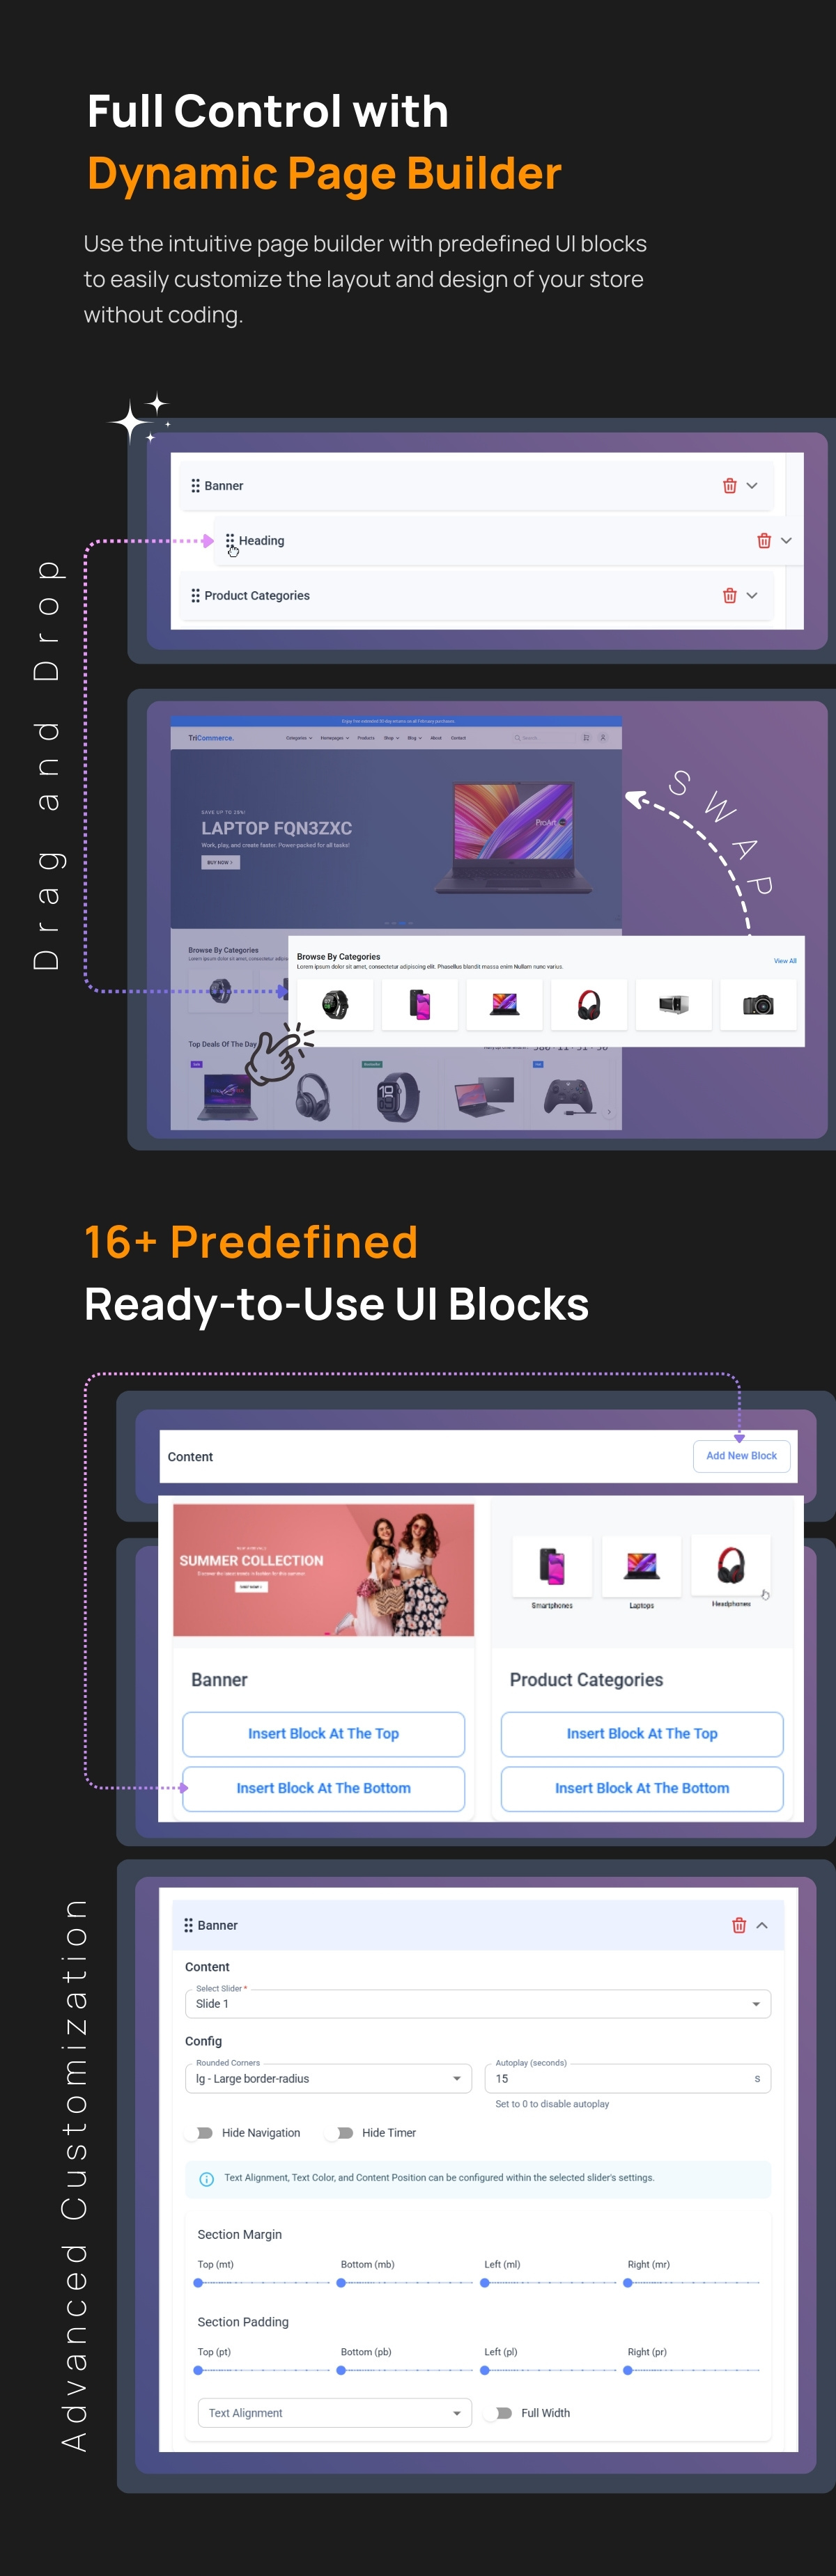 Full Control with
Dynamic Page Builder
Use the intuitive page builder with predefined UI blocks
to easily customize the layout and design of your store
without coding.
Drag and Drop
Banner
Heading
Product Categories
Enjoy free extended 30 day returns on all February purchases.
TriCommerce.
Categories Homepages Products Shop Blog About Contact
Search
SAVE UP TO 25%!
LAPTOP FQN3ZXC
Work, play, and create faster. Power-packed for all tasks!
BUY NOW
ProArt
SWAP
Browse By Categories
Lorem ipsum dolor sit amet, consectetur
Browse By Categories
Lorem ipsum dolor sit amet, consectetur adipiscing elit. Phasellus blandit massa enim Nullam nunc varius.
View All
Top Deals Of The Day
16+ Predefined
Ready-to-Use UI Blocks
Content
Add New Block
SUMMER COLLECTION
Smartphones
Laptops
Headphones
Banner
Product Categories
Insert Block At The Top
Insert Block At The Top
Insert Block At The Bottom
Insert Block At The Bottom
Advanced Customization
Banner
Content
Select Slider *
Slide 1
Config
Rounded Corners
lg - Large border-radius
Autoplay (seconds)
15
s
Set to 0 to disable autoplay
Hide Navigation
Hide Timer
Text Alignment, Text Color, and Content Position can be configured within the selected slider's settings.
Section Margin
Top (mt)
Bottom (mb)
Left (ml)
Right (mr)
Section Padding
Top (pt)
Bottom (pb)
Left (pl)
Right (pr)
Text Alignment
Full Width